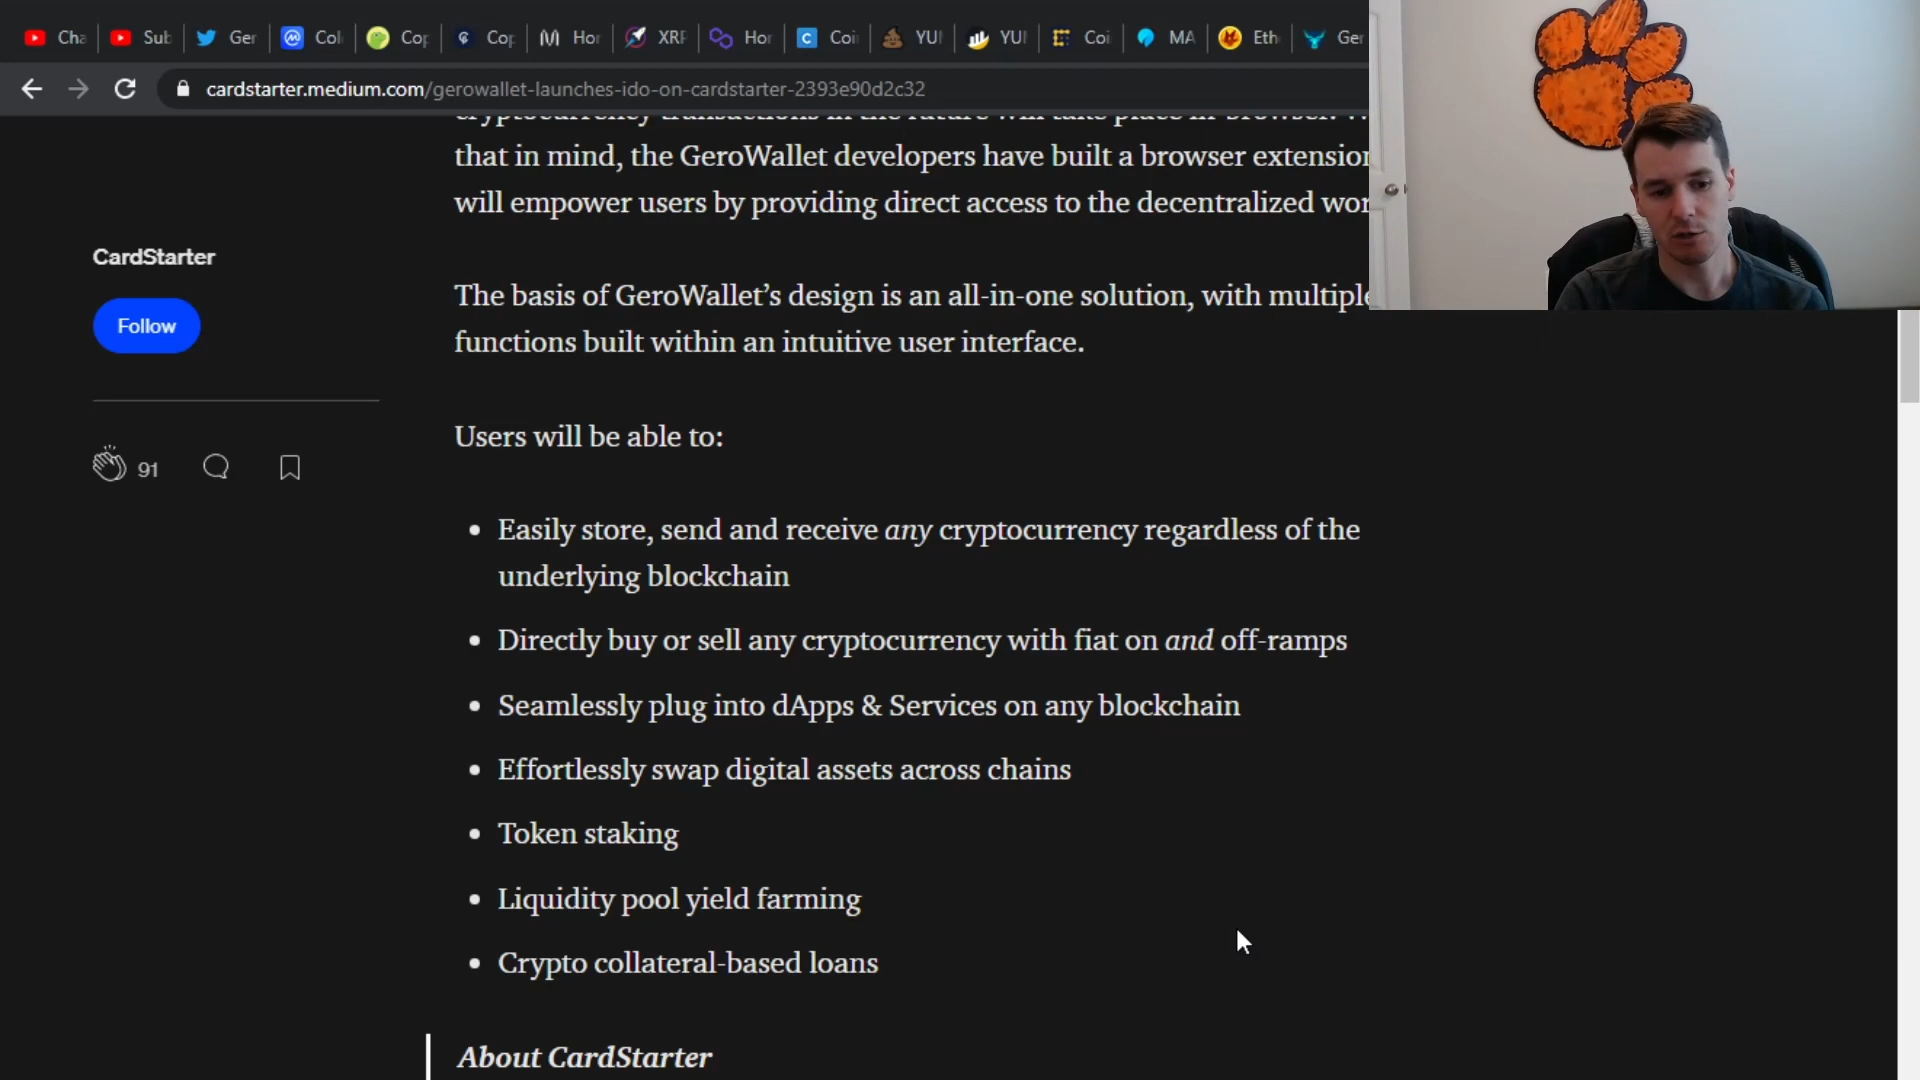 Cha
Sub
Ger
Col
Cop
Cop
Hor
XRF
Hor
Coi
YUI
YUI
Coi
MA
Eth
Ger
cardstarter.medium.com/gerowallet-launches-ido-on-cardstarter-2393e90d2c32
cryptocurrency transactions in the future will take place in-browser.
that in mind, the GeroWallet developers have built a browser extension
will empower users by providing direct access to the decentralized wor
CardStarter
Follow
91
The basis of GeroWallet’s design is an all-in-one solution, with multiple
functions built within an intuitive user interface.
Users will be able to:
• Easily store, send and receive any cryptocurrency regardless of the
underlying blockchain
• Directly buy or sell any cryptocurrency with fiat on and off-ramps
• Seamlessly plug into dApps & Services on any blockchain
• Effortlessly swap digital assets across chains
• Token staking
• Liquidity pool yield farming
• Crypto collateral-based loans
About CardStarter